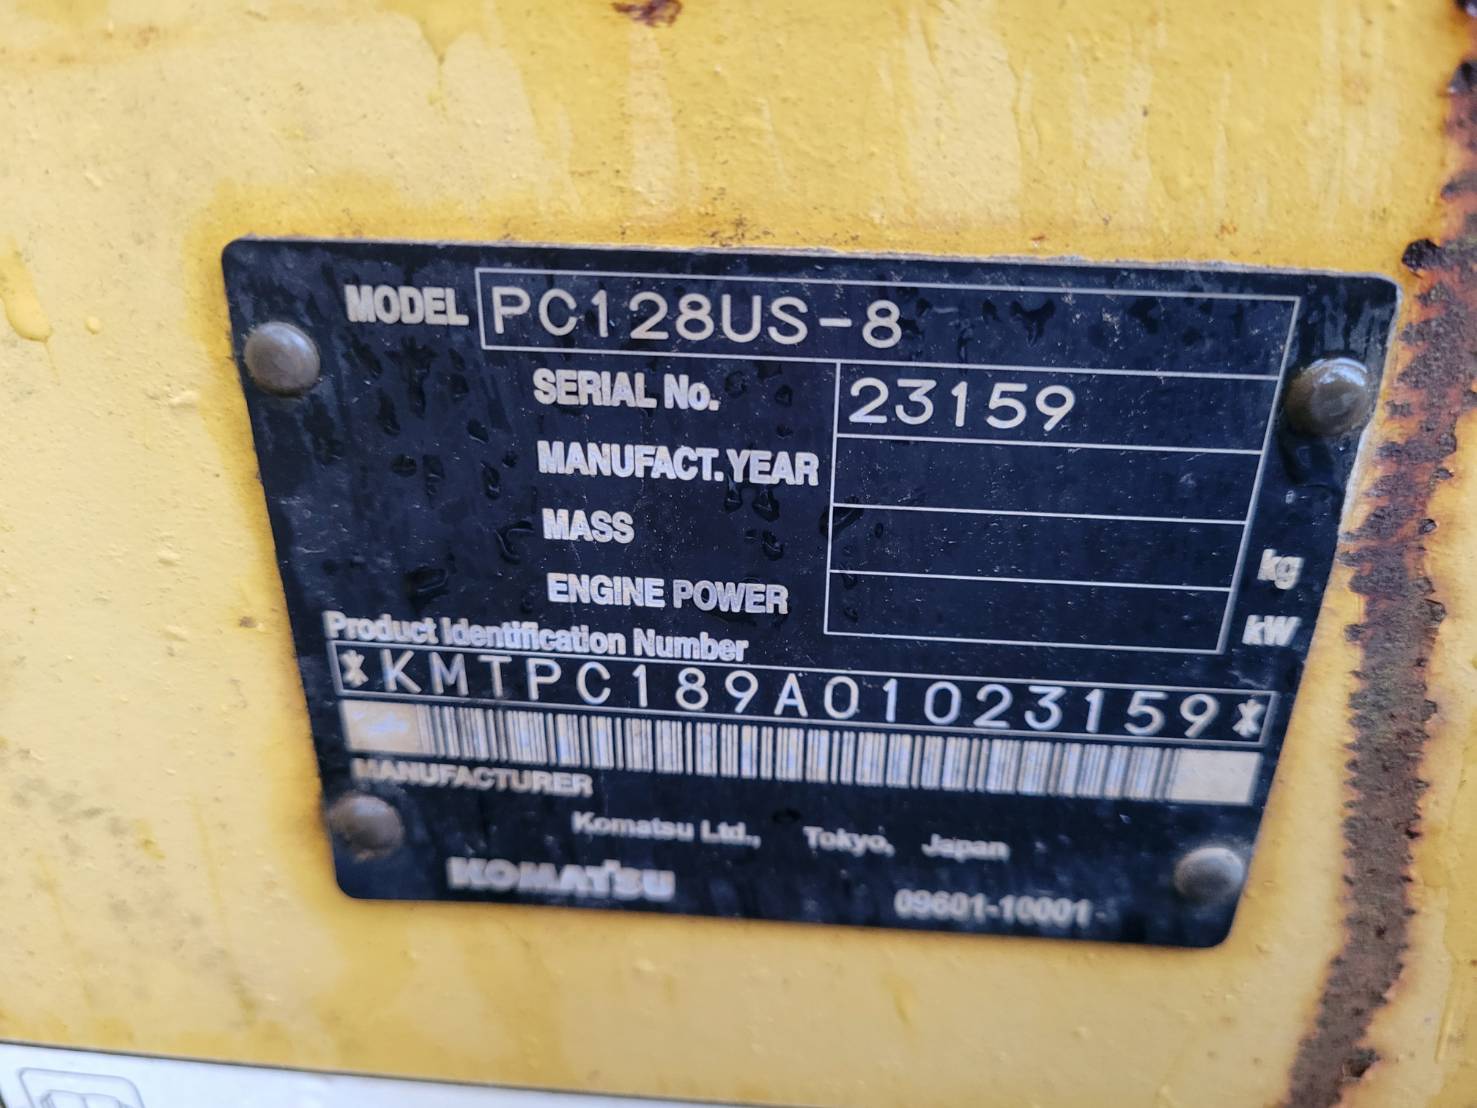 MODEL PC128US-8
SERIAL No. 23159
MANUFACT. YEAR
MASS kg
ENGINE POWER kW
Product Identification Number
*KMTPC189A01023159*
MANUFACTURER
Komatsu Ltd., Tokyo, Japan
KOMATSU 09601-10001